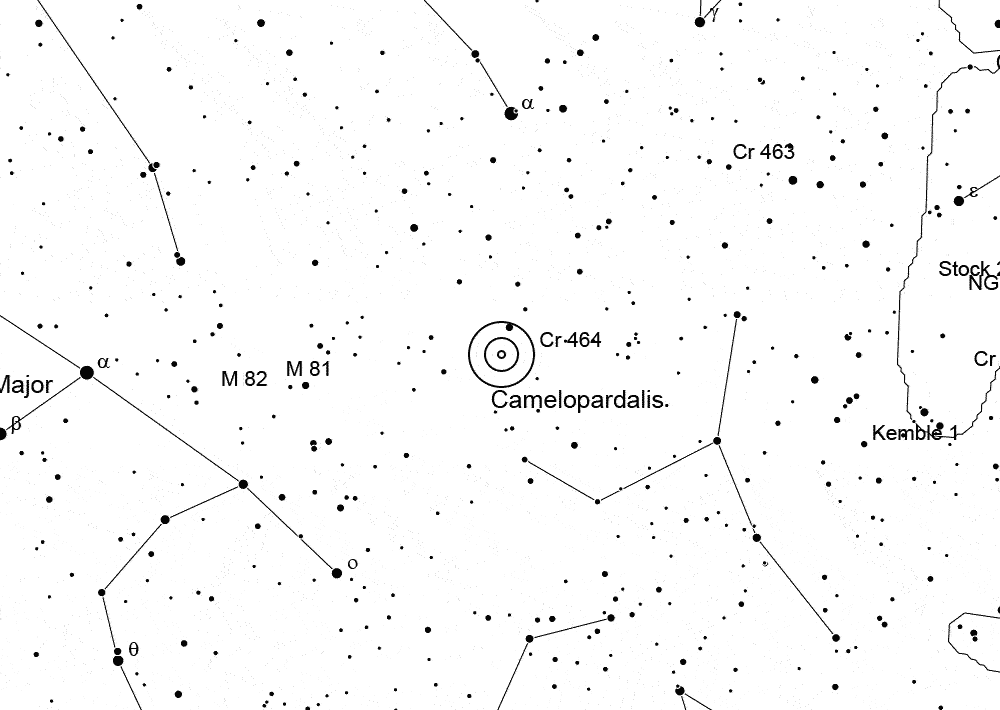 γ
α
Cr 463
ε
Stock 2
NG
Cr 464
α
M 81
Cr
M 82
Major
Camelopardalis
β
Kemble 1
ο
θ